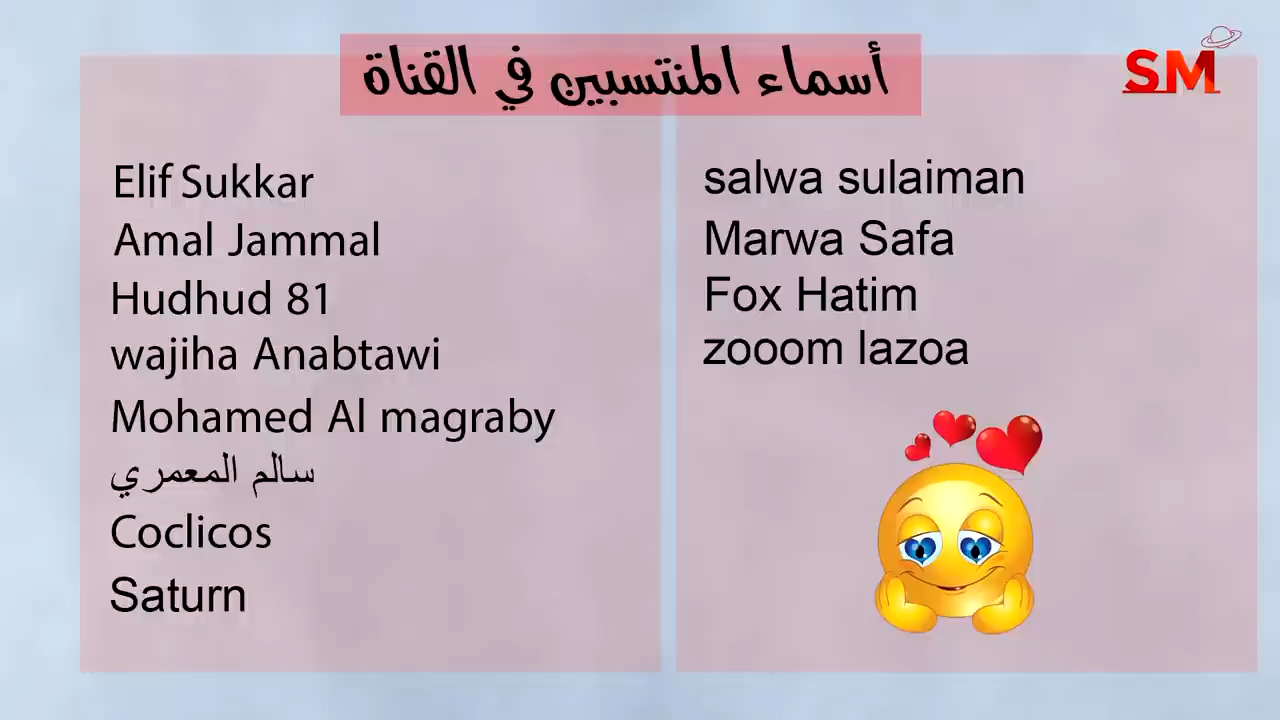 أسماء المنتسبين في القناة
SM
Elif Sukkar
Amal Jammal
Hudhud 81
wajiha Anabtawi
Mohamed Al magraby
سالم المعمري
Coclicos
Saturn
salwa sulaiman
Marwa Safa
Fox Hatim
zooom lazoa